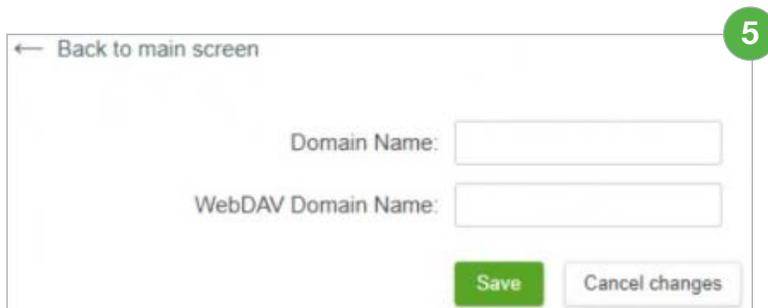 5
← Back to main screen
Domain Name:
WebDAV Domain Name:
Save Cancel changes